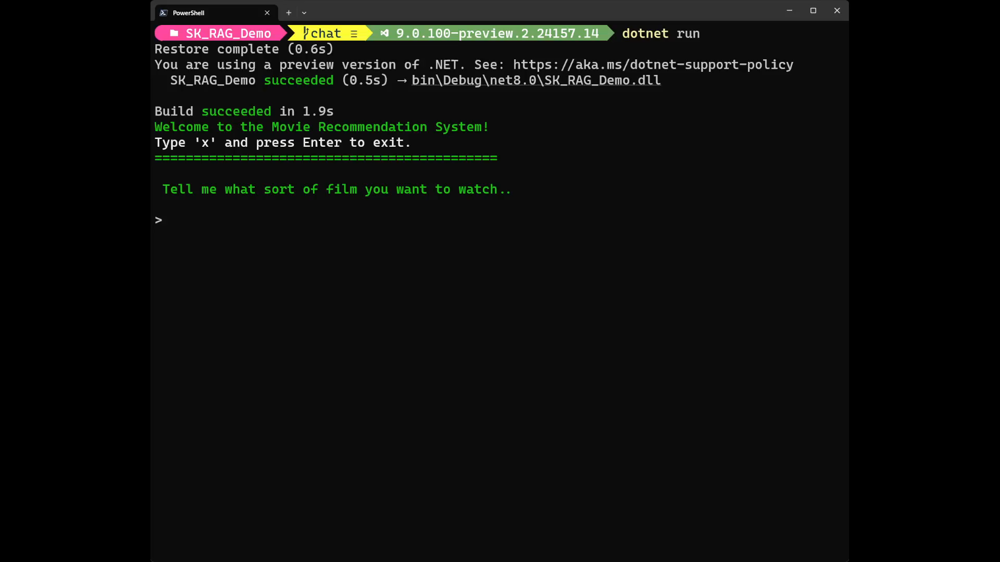 PowerShell
SK_RAG_Demo chat ≡ 9.0.100-preview.2.24157.14 dotnet run
Restore complete (0.6s)
You are using a preview version of .NET. See: https://aka.ms/dotnet-support-policy
SK_RAG_Demo succeeded (0.5s) → bin\Debug\net8.0\SK_RAG_Demo.dll
Build succeeded in 1.9s
Welcome to the Movie Recommendation System!
Type 'x' and press Enter to exit.
============================================
Tell me what sort of film you want to watch..
>